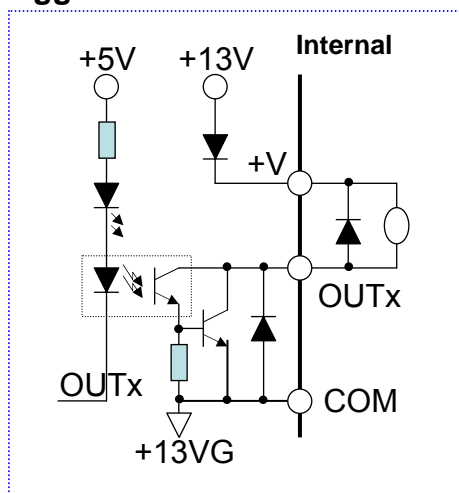 Internal
+5V +13V
+V
OUTx
OUTx
COM
+13VG